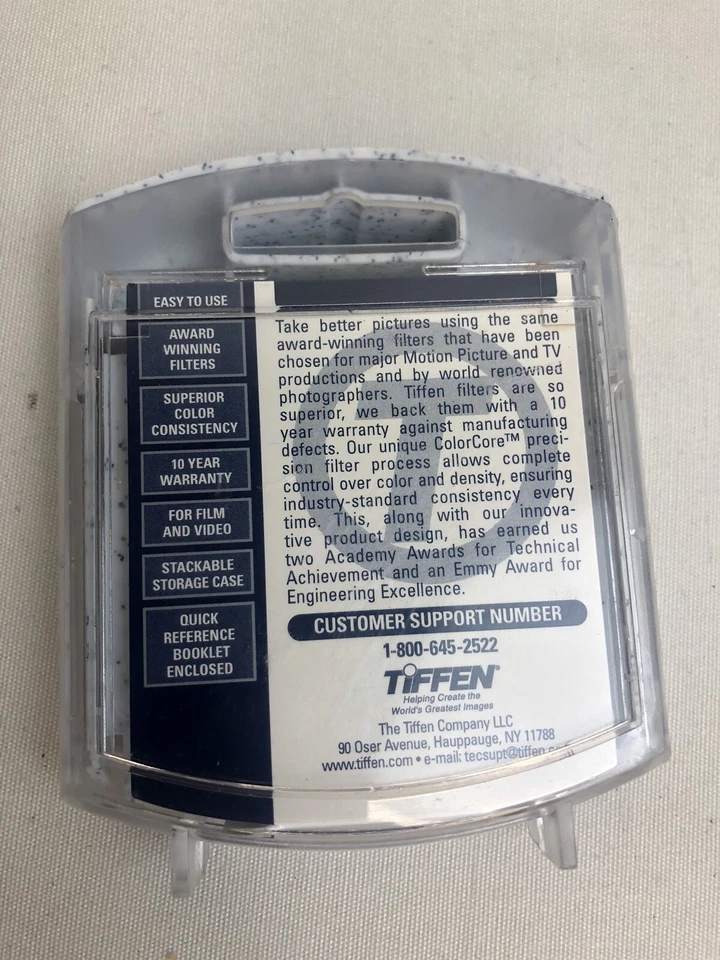 EASY TO USE
AWARD
WINNING
FILTERS
SUPERIOR
COLOR
CONSISTENCY
10 YEAR
WARRANTY
FOR FILM
AND VIDEO
STACKABLE
STORAGE CASE
QUICK
REFERENCE
BOOKLET
ENCLOSED
Take better pictures using the same
award-winning filters that have been
chosen for major Motion Picture and TV
productions and by world renowned
photographers. Tiffen filters are so
superior, we back them with a 10
year warranty against manufacturing
defects. Our unique ColorCore™ preci-
sion filter process allows complete
control over color and density, ensuring
industry-standard consistency every
time. This, along with our innova-
tive product design, has earned us
two Academy Awards for Technical
Achievement and an Emmy Award for
Engineering Excellence.
CUSTOMER SUPPORT NUMBER
1-800-645-2522
TIFFEN®
Helping Create the
World's Greatest Images
The Tiffen Company LLC
90 Oser Avenue, Hauppauge, NY 11788
www.tiffen.com • e-mail: tecsupt@tiffen